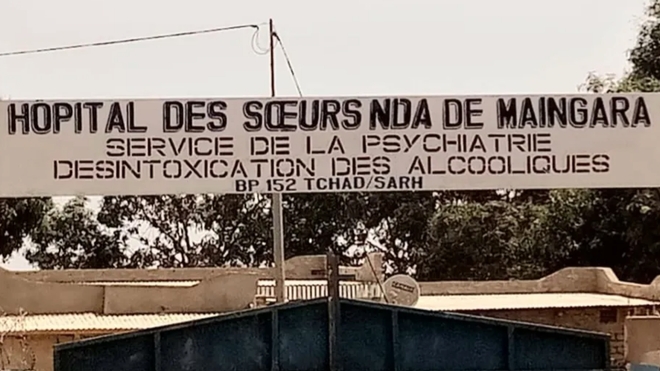 HOPITAL DES SŒURS NDA DE MAINGARA
SERVICE DE LA PSYCHIATRIE
DESINTOXICATION DES ALCOOLIQUES
BP 152 TCHAD/SARH